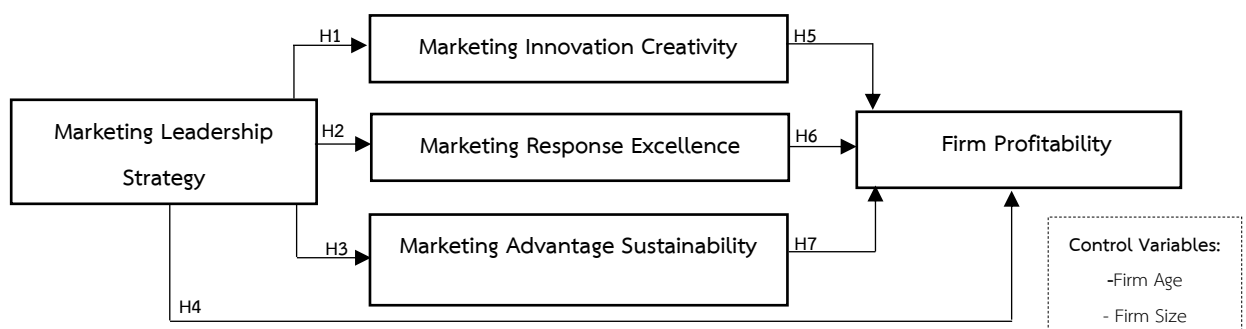 H1
Marketing Innovation Creativity
H5
Marketing Leadership
Strategy
H2
Marketing Response Excellence
H6
Firm Profitability
H3
Marketing Advantage Sustainability
H7
H4
Control Variables:
-Firm Age
- Firm Size